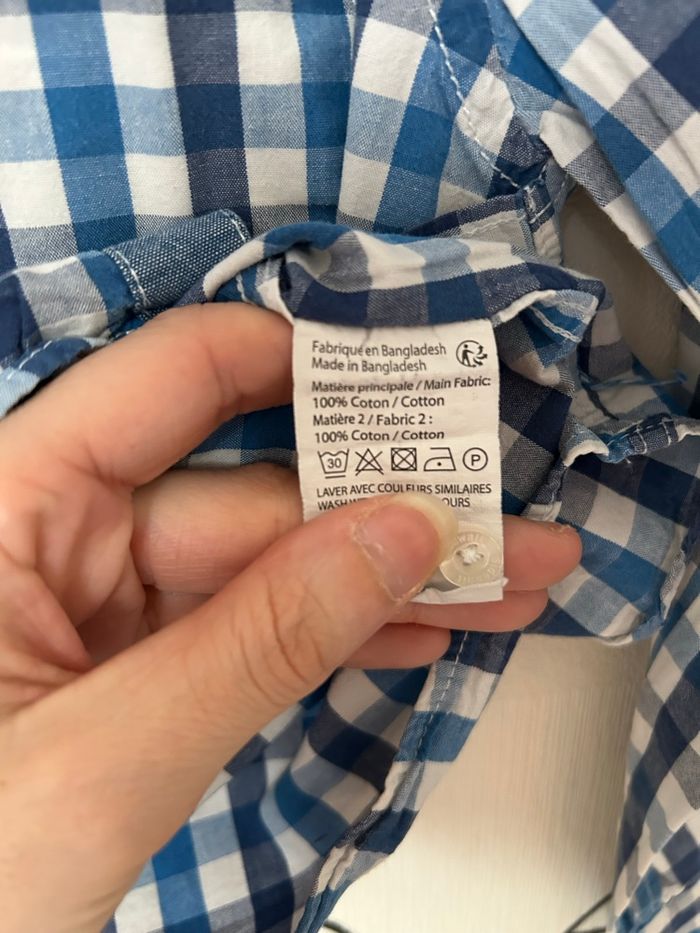 Fabriqué en Bangladesh
Made in Bangladesh
Matière principale / Main Fabric:
100% Coton / Cotton
Matière 2 / Fabric 2 :
100% Coton / Cotton
30 P
LAVER AVEC COULEURS SIMILAIRES
WASH